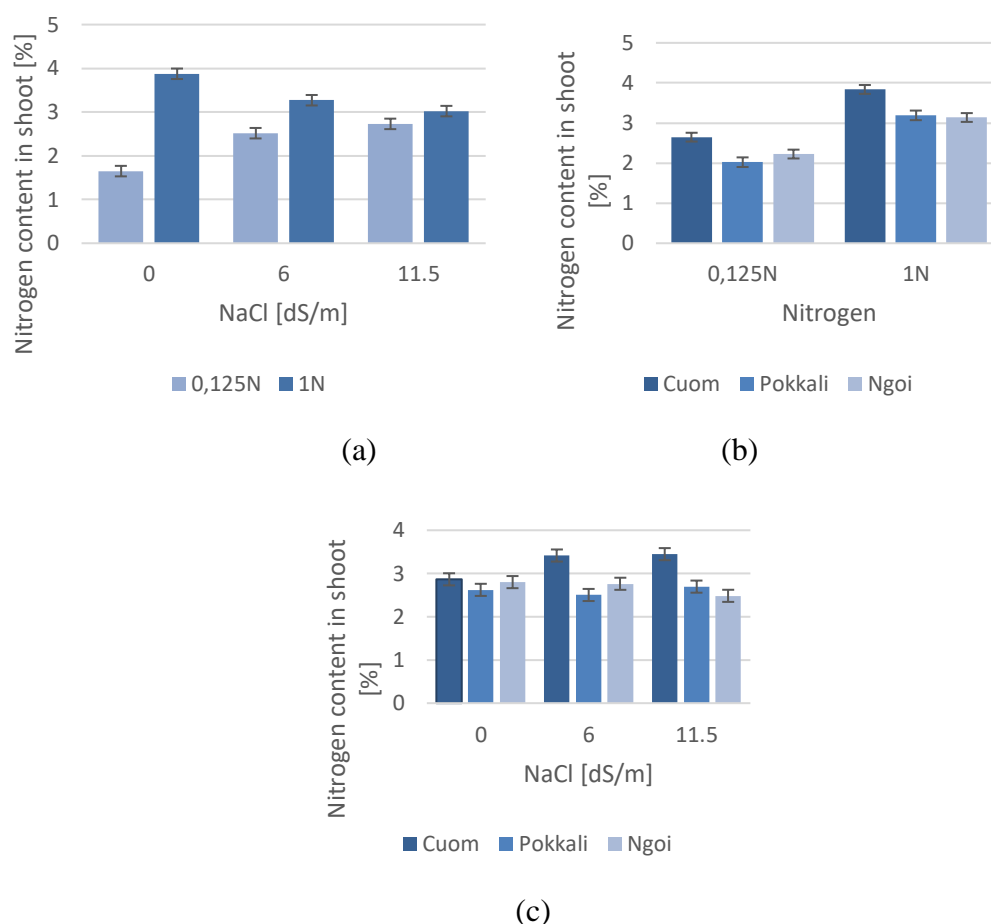 Nitrogen content in shoot [%]
5
4
3
2
1
0
0 6 11.5
NaCl [dS/m]
0,125N 1N
(a)
Nitrogen content in shoot
[%]
5
4
3
2
1
0
0,125N 1N
Nitrogen
Cuom Pokkali Ngoi
(b)
Nitrogen content in shoot
[%]
4
3
2
1
0
0 6 11.5
NaCl [dS/m]
Cuom Pokkali Ngoi
(c)